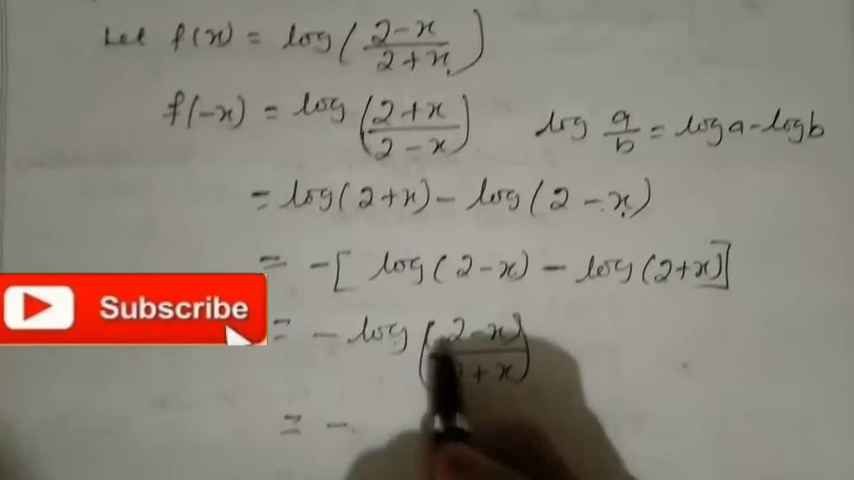 Let f(x) = log(2-x/2+x)
f(-x) = log(2+x/2-x)
log a/b = log a - log b
= log(2+x) - log(2-x)
= -[log(2-x) - log(2+x)]
Subscribe
= - log(2-x/2+x)
= -